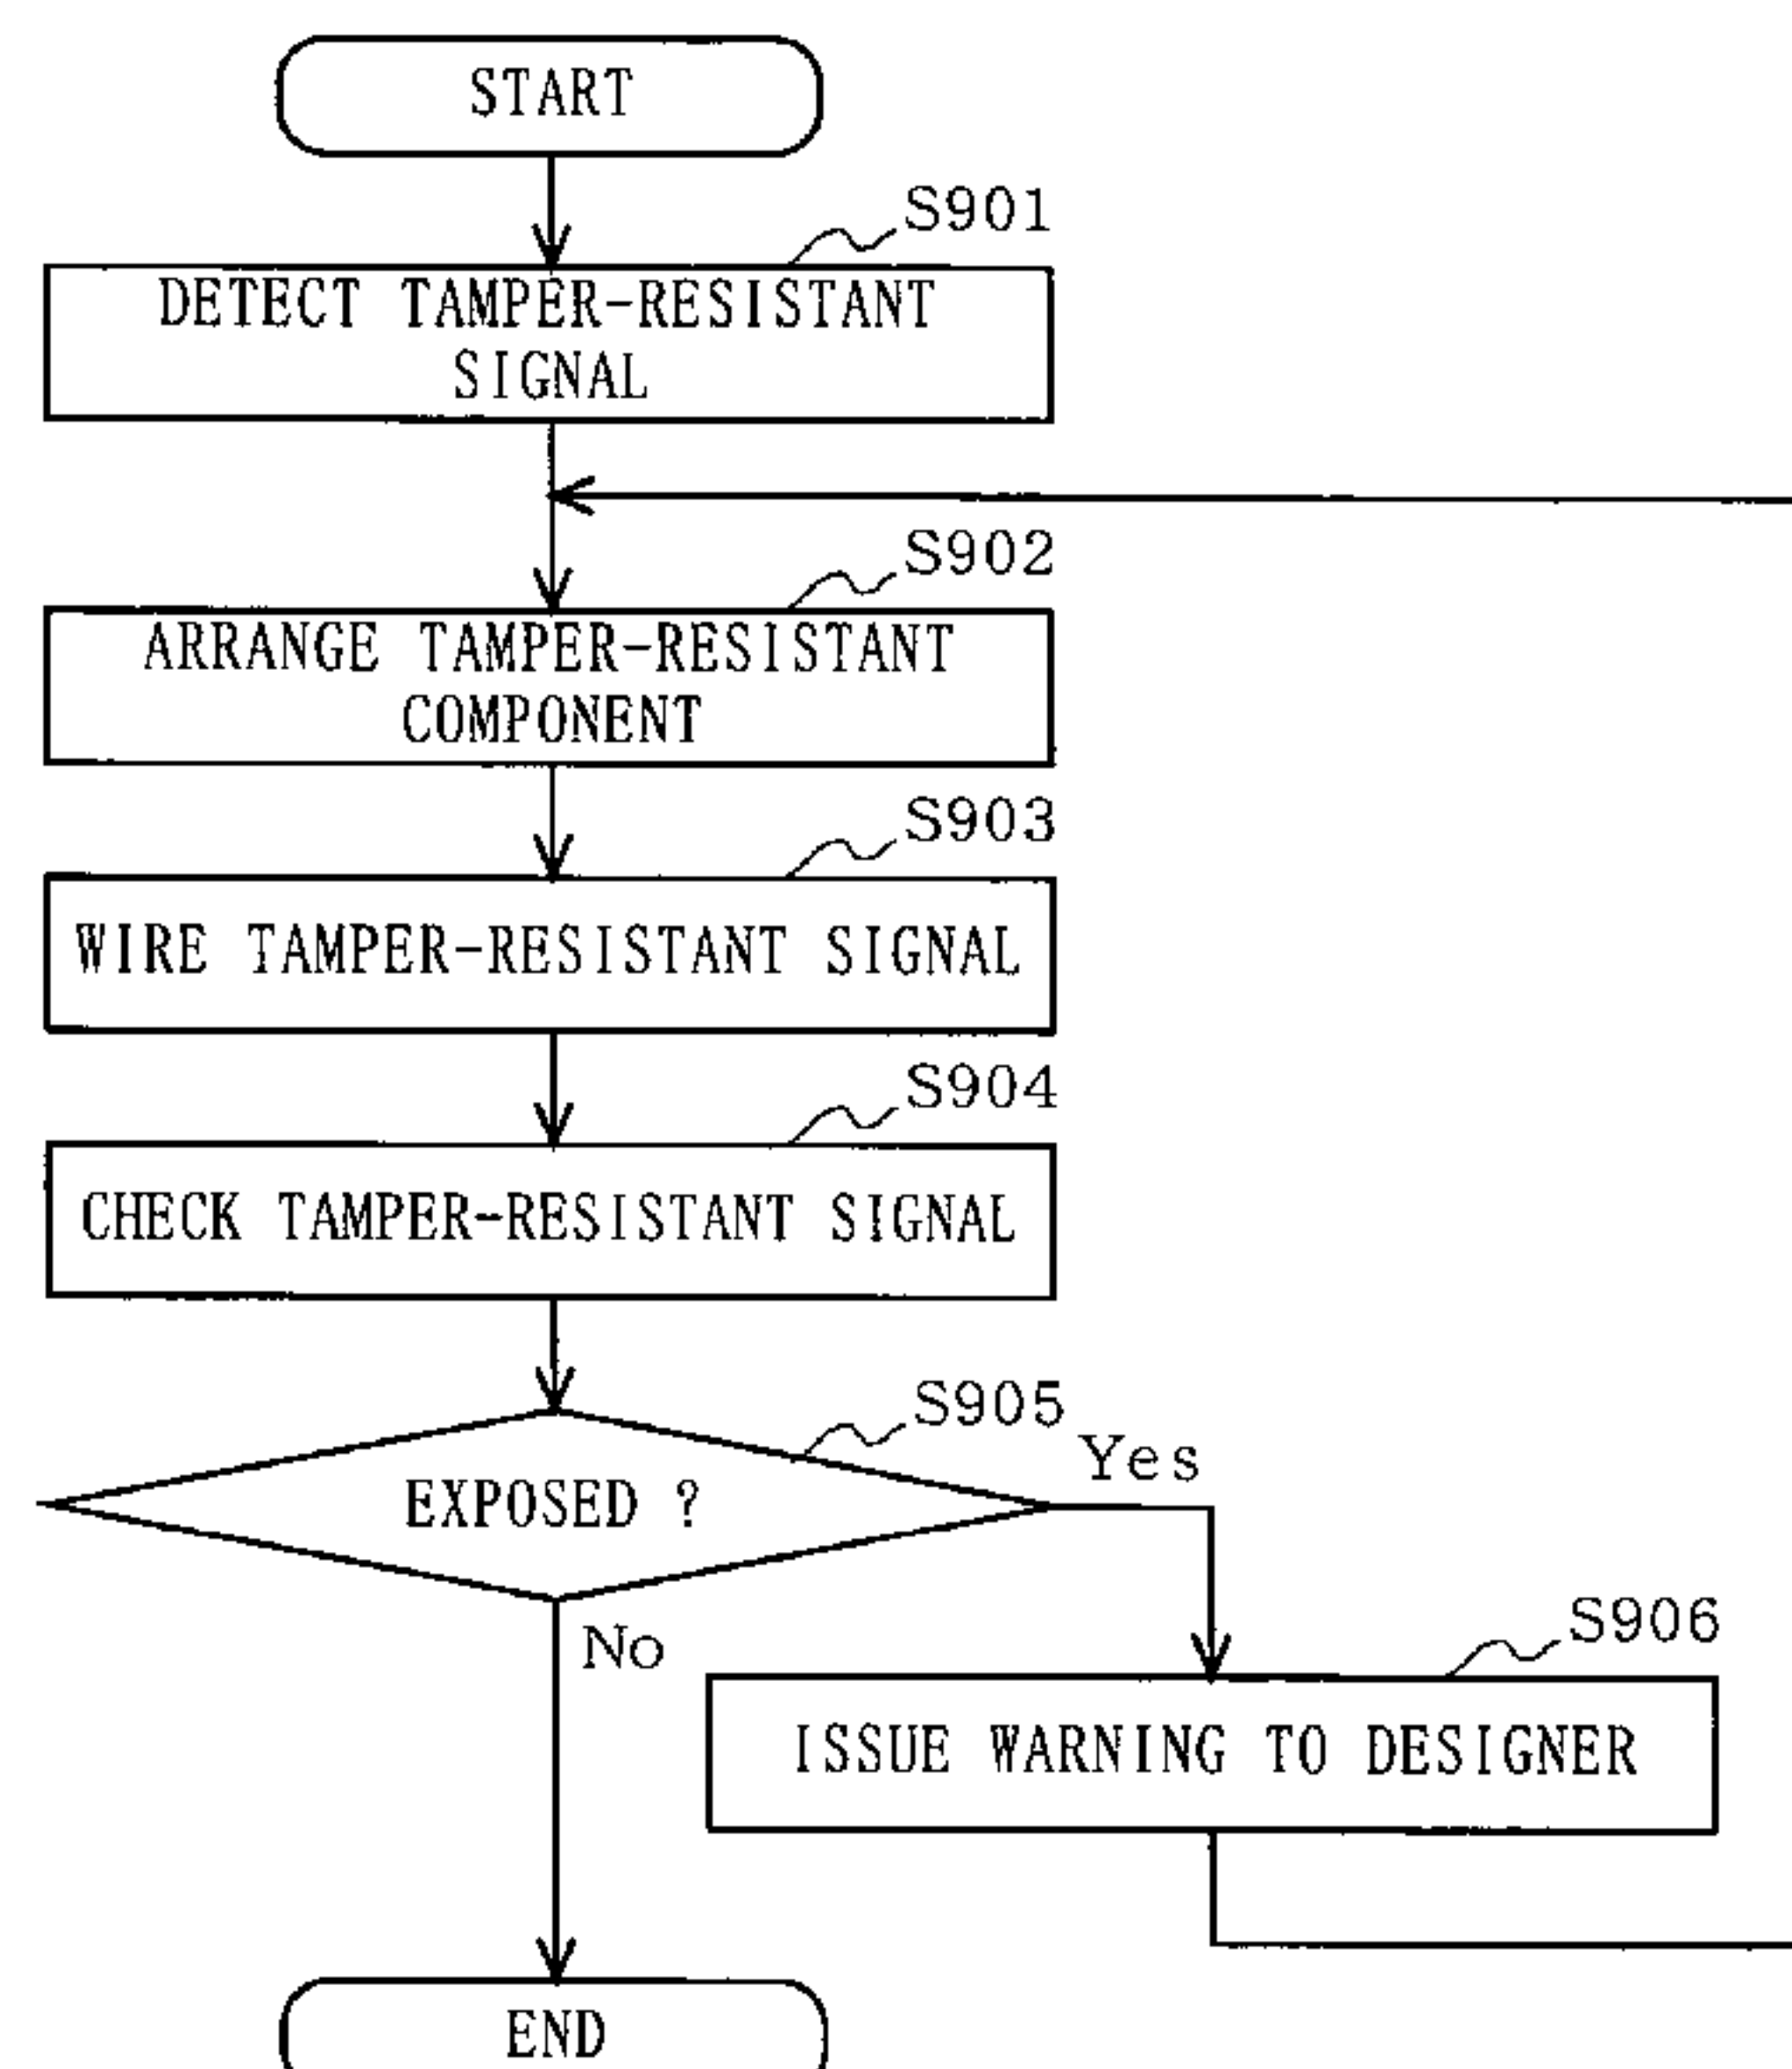 START
S901
DETECT TAMPER-RESISTANT
SIGNAL
S902
ARRANGE TAMPER-RESISTANT
COMPONENT
S903
WIRE TAMPER-RESISTANT SIGNAL
S904
CHECK TAMPER-RESISTANT SIGNAL
S905
EXPOSED ?
Yes
No
S906
ISSUE WARNING TO DESIGNER
END